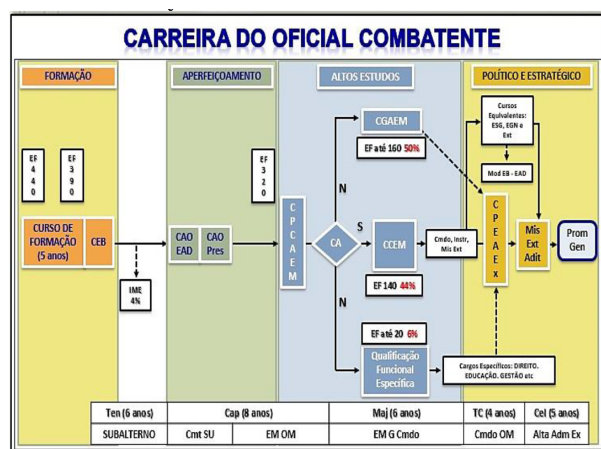 CARREIRA DO OFICIAL COMBATENTE
FORMAÇÃO
APERFEIÇOAMENTO
ALTOS ESTUDOS
POLÍTICO E ESTRATÉGICO
EF
4
4
0
EF
3
9
0
CURSO DE
FORMAÇÃO
(5 anos)
CEB
IME
4%
CAO
EAD
CAO
Pres
EF
3
2
0
C
P
C
A
E
M
CA
N
S
N
CGAEM
EF até 160 50%
CCEM
EF 140 44%
EF até 20 6%
Qualificação
Funcional
Específica
Cmdo, Instr,
Mis Ext
Cargos Específicos: DIREITO.
EDUCAÇÃO. GESTÃO etc
Cursos
Equivalentes:
ESG, EGN e
Ext
Mod EB - EAD
C
P
E
A
E
x
Mis
Ext
Adit
Prom
Gen
Ten (6 anos)
Cap (8 anos)
Maj (6 anos)
TC (4 anos)
Cel (5 anos)
SUBALTERNO
Cmt SU
EM OM
EM G Cmdo
Cmdo OM
Alta Adm Ex